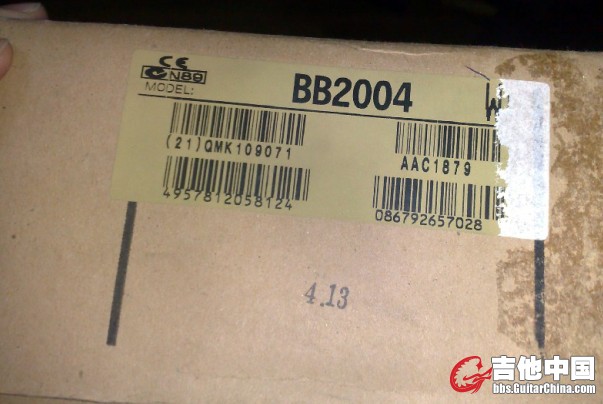 CE
N89
MODEL:
BB2004
W
(21)QMK109071
AAC1879
4957812058124
086792657028
4.13
吉他中国
bbs.GuitarChina.com